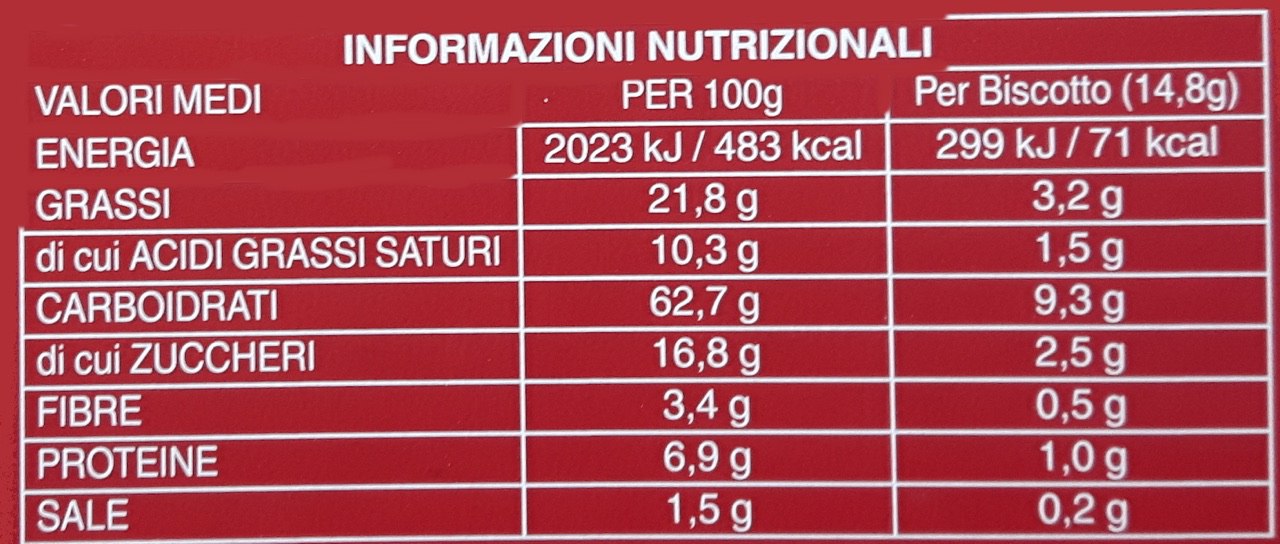 INFORMAZIONI NUTRIZIONALI
VALORI MEDI PER 100g Per Biscotto (14,8g)
ENERGIA 2023 kJ / 483 kcal 299 kJ / 71 kcal
GRASSI 21,8 g 3,2 g
di cui ACIDI GRASSI SATURI 10,3 g 1,5 g
CARBOIDRATI 62,7 g 9,3 g
di cui ZUCCHERI 16,8 g 2,5 g
FIBRE 3,4 g 0,5 g
PROTEINE 6,9 g 1,0 g
SALE 1,5 g 0,2 g